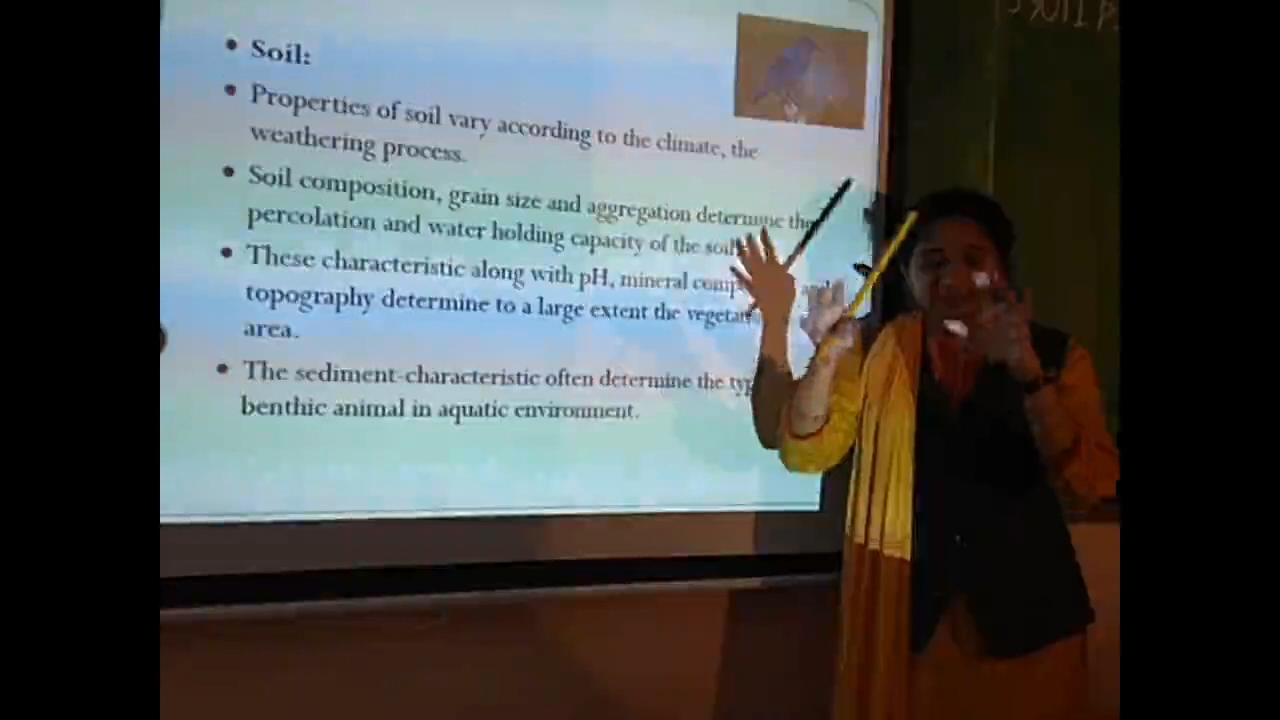 • Soil:
• Properties of soil vary according to the climate, the
weathering process.
• Soil composition, grain size and aggregation determine the
percolation and water holding capacity of the soil
• These characteristic along with pH, mineral and
topography determine to a large extent the
area.
• The sediment-characteristic often determine the
benthic animal in aquatic environment.